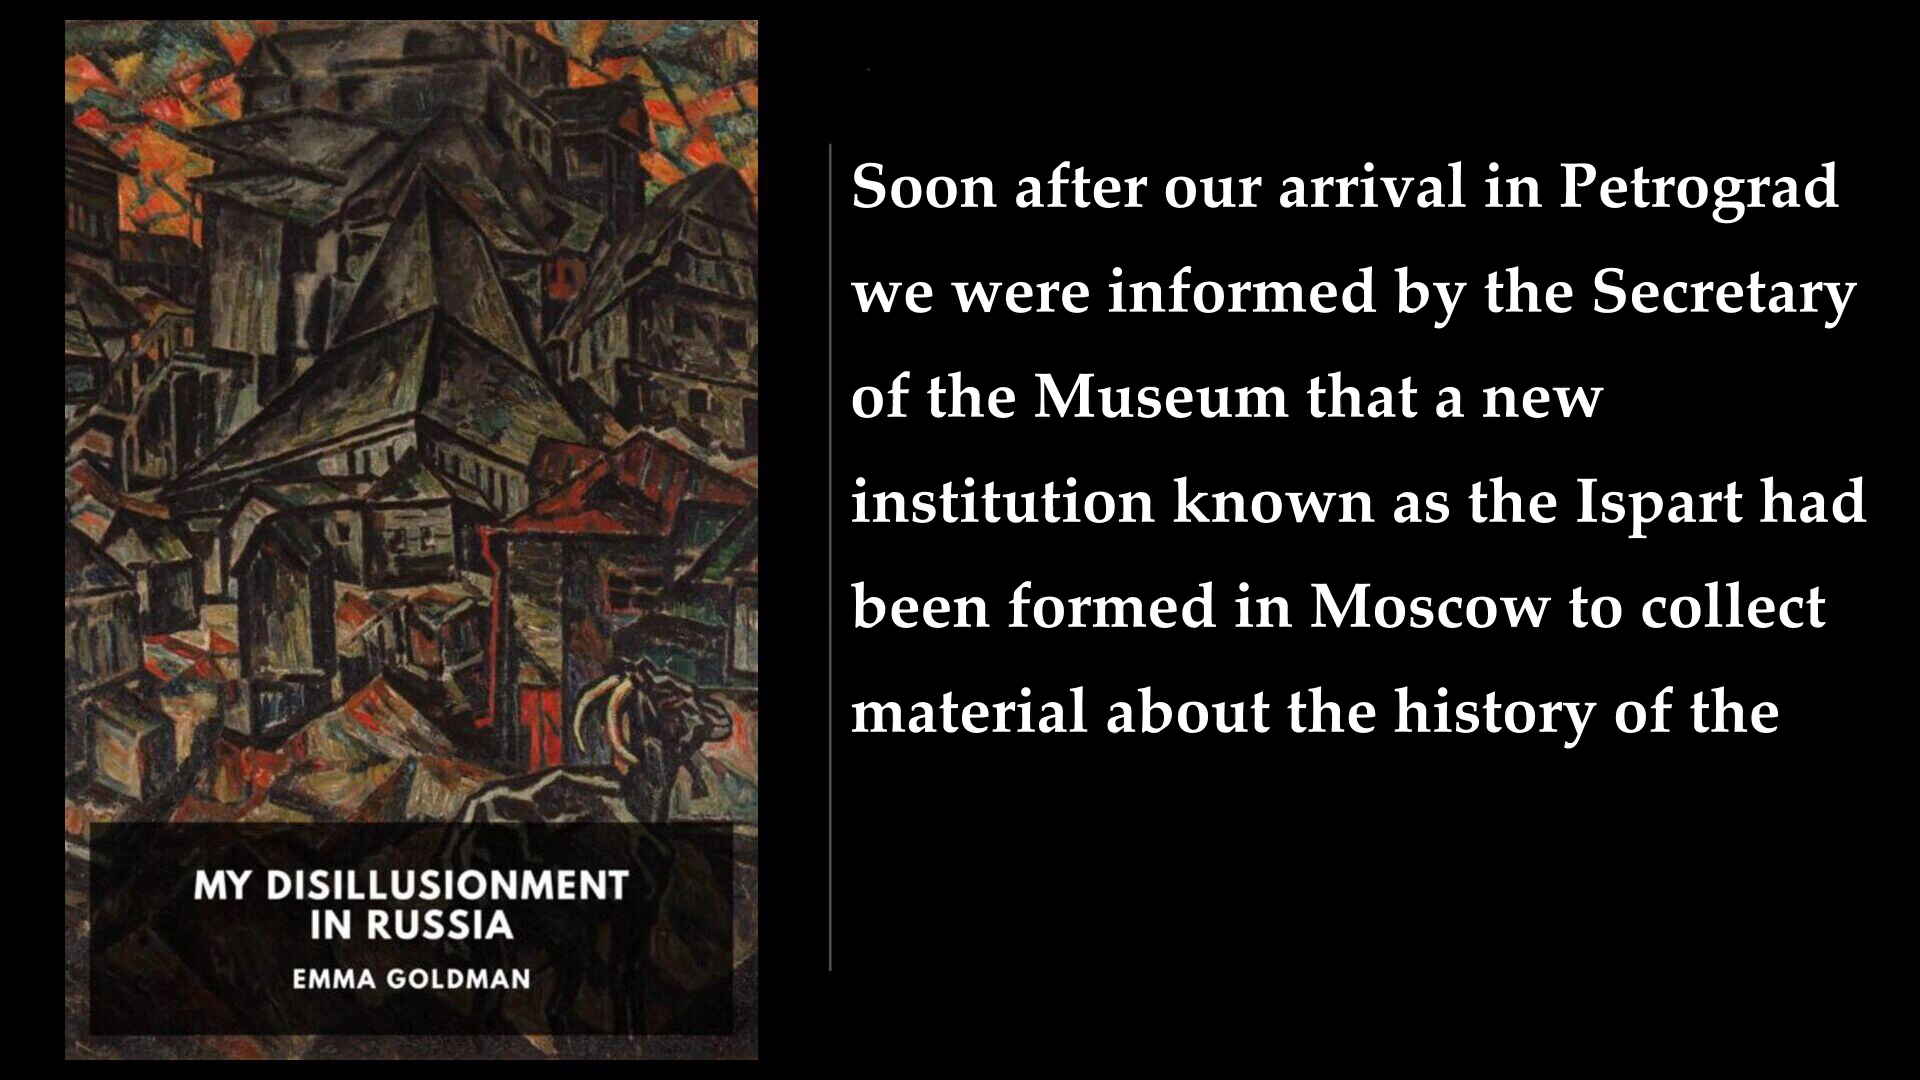 Soon after our arrival in Petrograd
we were informed by the Secretary
of the Museum that a new
institution known as the Ispart had
been formed in Moscow to collect
material about the history of the
MY DISILLUSIONMENT
IN RUSSIA
EMMA GOLDMAN